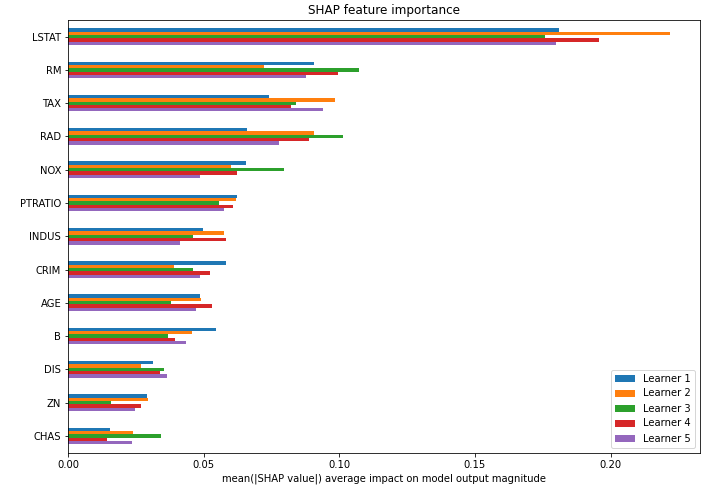 SHAP feature importance
LSTAT
RM
TAX
RAD
NOX
PTRATIO
INDUS
CRIM
AGE
B
DIS
ZN
CHAS
Learner 1
Learner 2
Learner 3
Learner 4
Learner 5
0.00 0.05 0.10 0.15 0.20
mean(|SHAP value|) average impact on model output magnitude